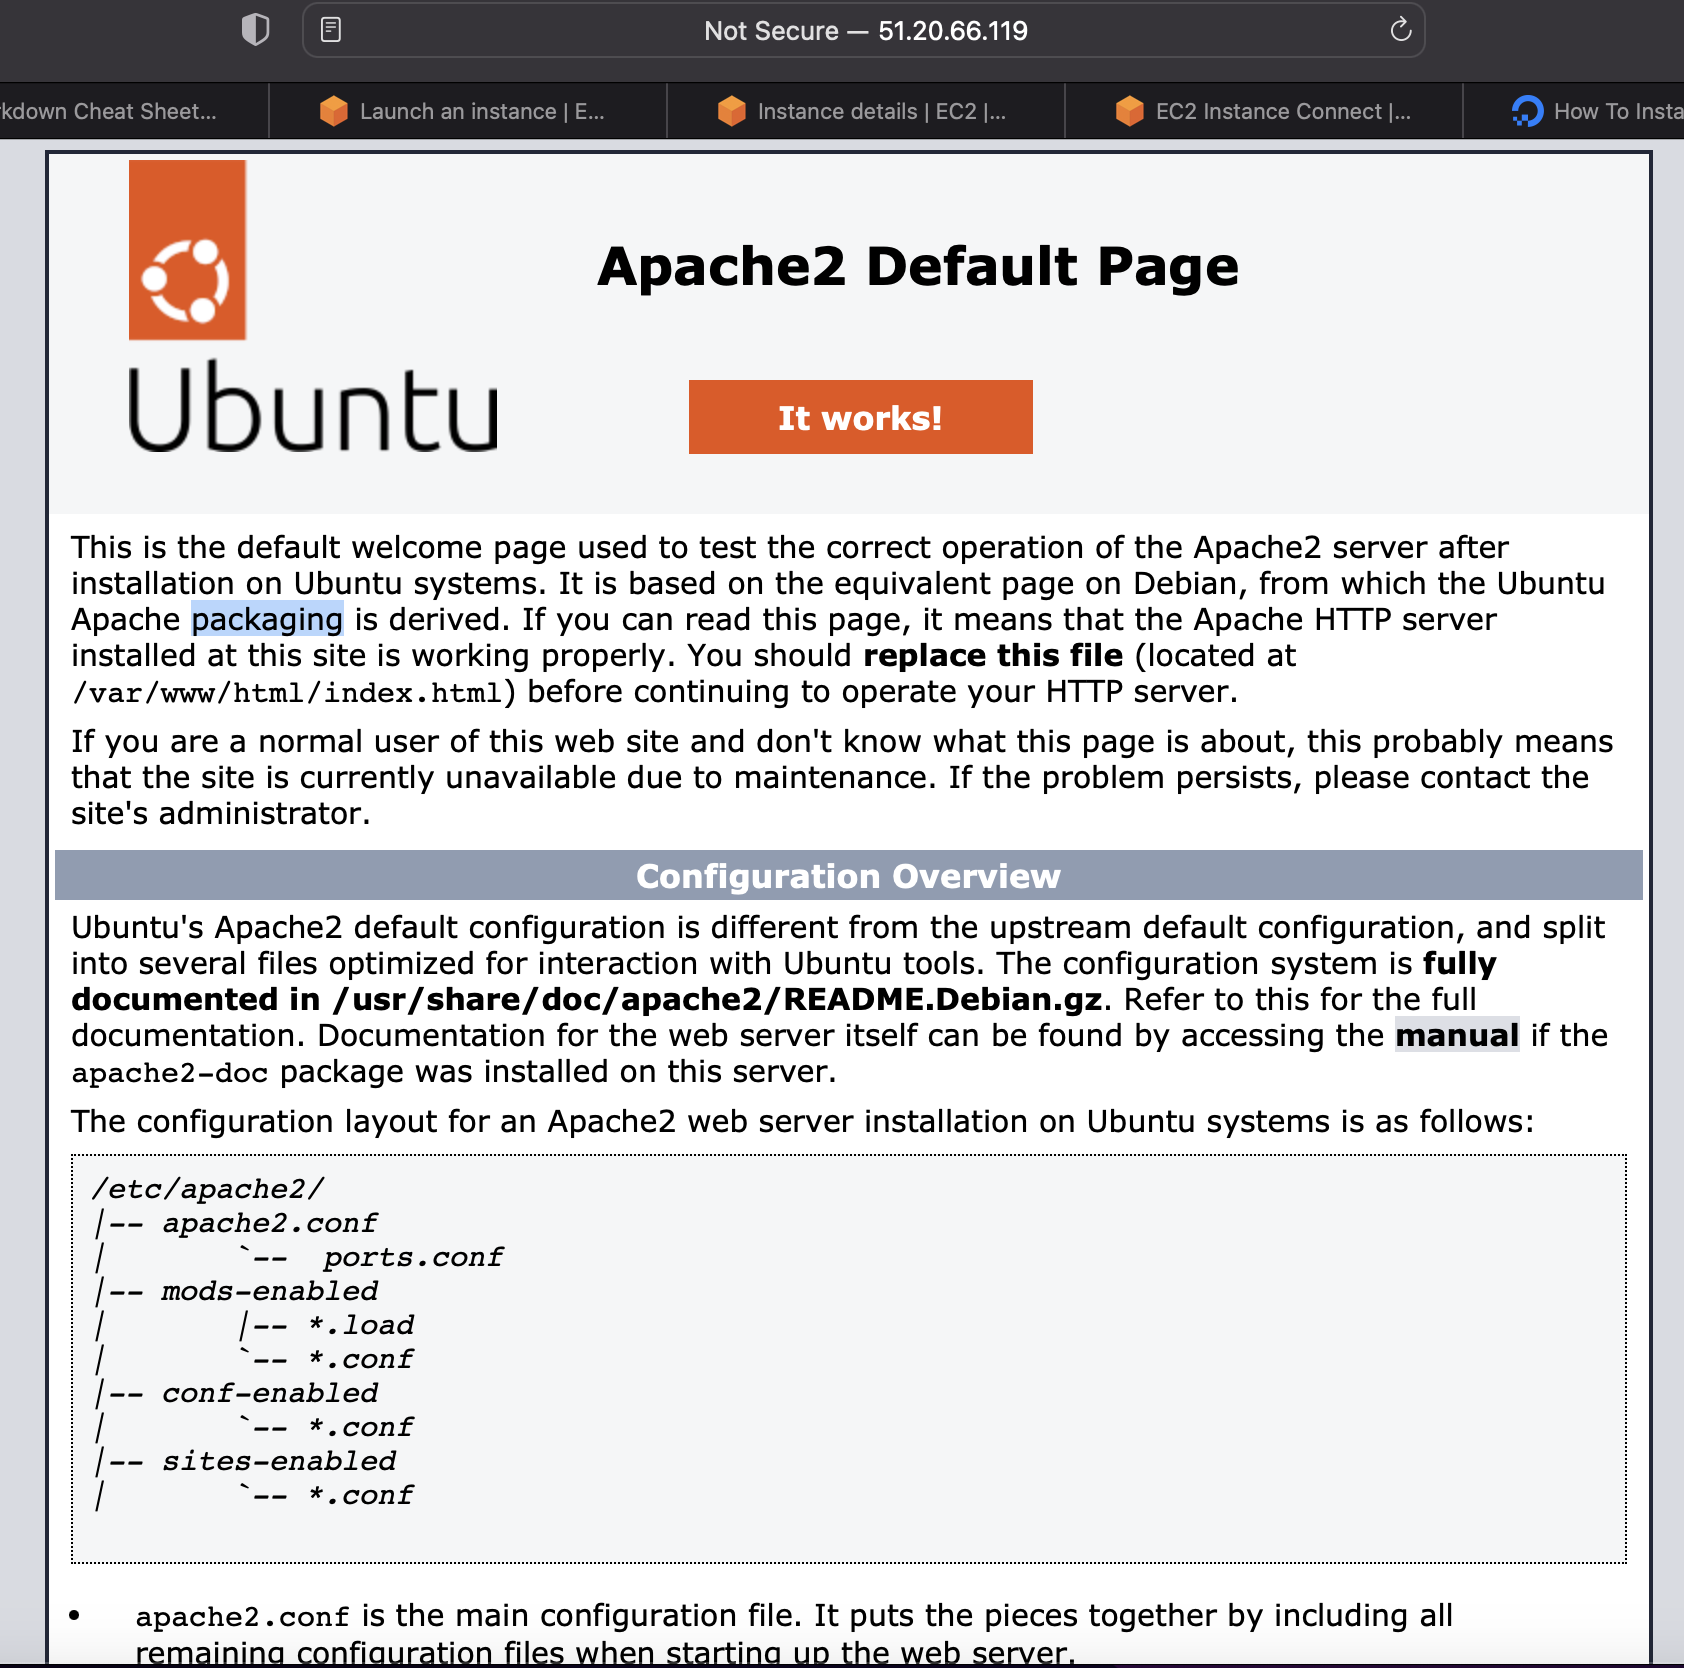 Not Secure — 51.20.66.119
kdown Cheat Sheet...
Launch an instance | E...
Instance details | EC2 |...
EC2 Instance Connect |...
How To Insta
Ubuntu
Apache2 Default Page
It works!
This is the default welcome page used to test the correct operation of the Apache2 server after
installation on Ubuntu systems. It is based on the equivalent page on Debian, from which the Ubuntu
Apache packaging is derived. If you can read this page, it means that the Apache HTTP server
installed at this site is working properly. You should replace this file (located at
/var/www/html/index.html) before continuing to operate your HTTP server.
If you are a normal user of this web site and don't know what this page is about, this probably means
that the site is currently unavailable due to maintenance. If the problem persists, please contact the
site's administrator.
Configuration Overview
Ubuntu's Apache2 default configuration is different from the upstream default configuration, and split
into several files optimized for interaction with Ubuntu tools. The configuration system is fully
documented in /usr/share/doc/apache2/README.Debian.gz. Refer to this for the full
documentation. Documentation for the web server itself can be found by accessing the manual if the
apache2-doc package was installed on this server.
The configuration layout for an Apache2 web server installation on Ubuntu systems is as follows:
/etc/apache2/
|-- apache2.conf
|       `--  ports.conf
|-- mods-enabled
|       |-- *.load
|       `-- *.conf
|-- conf-enabled
|       `-- *.conf
|-- sites-enabled
|       `-- *.conf
• apache2.conf is the main configuration file. It puts the pieces together by including all
remaining configuration files when starting up the web server.